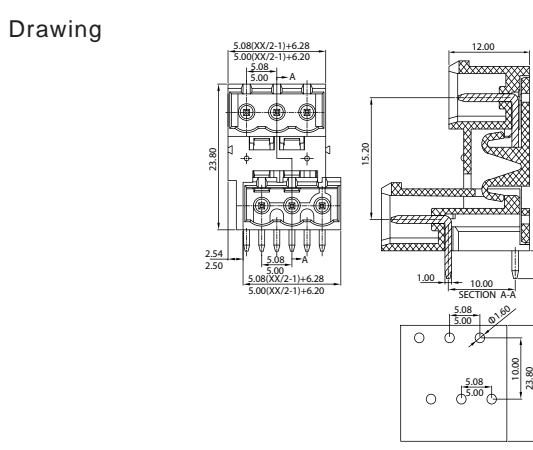 Drawing
5.08(XX/2-1)+6.28
5.00(XX/2-1)+6.20
5.08
5.00
A
23.80
2.54
2.50
5.08
5.00
A
5.08(XX/2-1)+6.28
5.00(XX/2-1)+6.20
12.00
15.20
1.00
10.00
SECTION A-A
5.08
5.00
Φ1.60
5.08
5.00
10.00
23.80